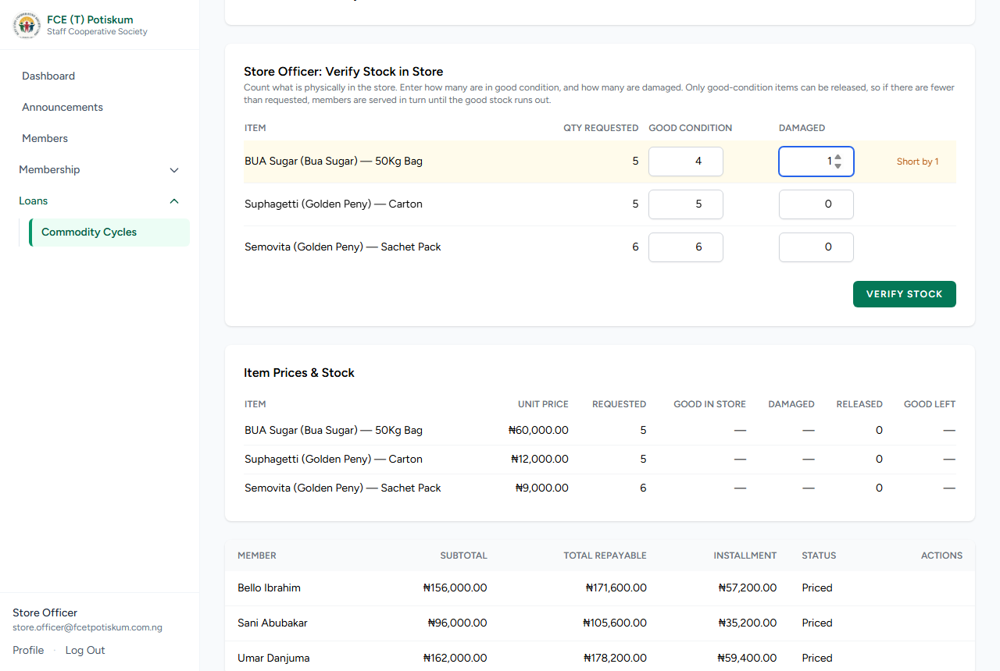 FCE (T) Potiskum
Staff Cooperative Society
Dashboard
Announcements
Members
Membership
Loans
Commodity Cycles
Store Officer
store.officer@fcetpotiskum.com.ng
Profile · Log Out
Store Officer: Verify Stock in Store
Count what is physically in the store. Enter how many are in good condition, and how many are damaged. Only good-condition items can be released, so if there are fewer
than requested, members are served in turn until the good stock runs out.
ITEM QTY REQUESTED GOOD CONDITION DAMAGED
BUA Sugar (Bua Sugar) — 50Kg Bag 5 4 1 Short by 1
Suphagetti (Golden Peny) — Carton 5 5 0
Semovita (Golden Peny) — Sachet Pack 6 6 0
VERIFY STOCK
Item Prices & Stock
ITEM UNIT PRICE REQUESTED GOOD IN STORE DAMAGED RELEASED GOOD LEFT
BUA Sugar (Bua Sugar) — 50Kg Bag ₦60,000.00 5 — — 0 —
Suphagetti (Golden Peny) — Carton ₦12,000.00 5 — — 0 —
Semovita (Golden Peny) — Sachet Pack ₦9,000.00 6 — — 0 —
MEMBER SUBTOTAL TOTAL REPAYABLE INSTALLMENT STATUS ACTIONS
Bello Ibrahim ₦156,000.00 ₦171,600.00 ₦57,200.00 Priced
Sani Abubakar ₦96,000.00 ₦105,600.00 ₦35,200.00 Priced
Umar Danjuma ₦162,000.00 ₦178,200.00 ₦59,400.00 Priced